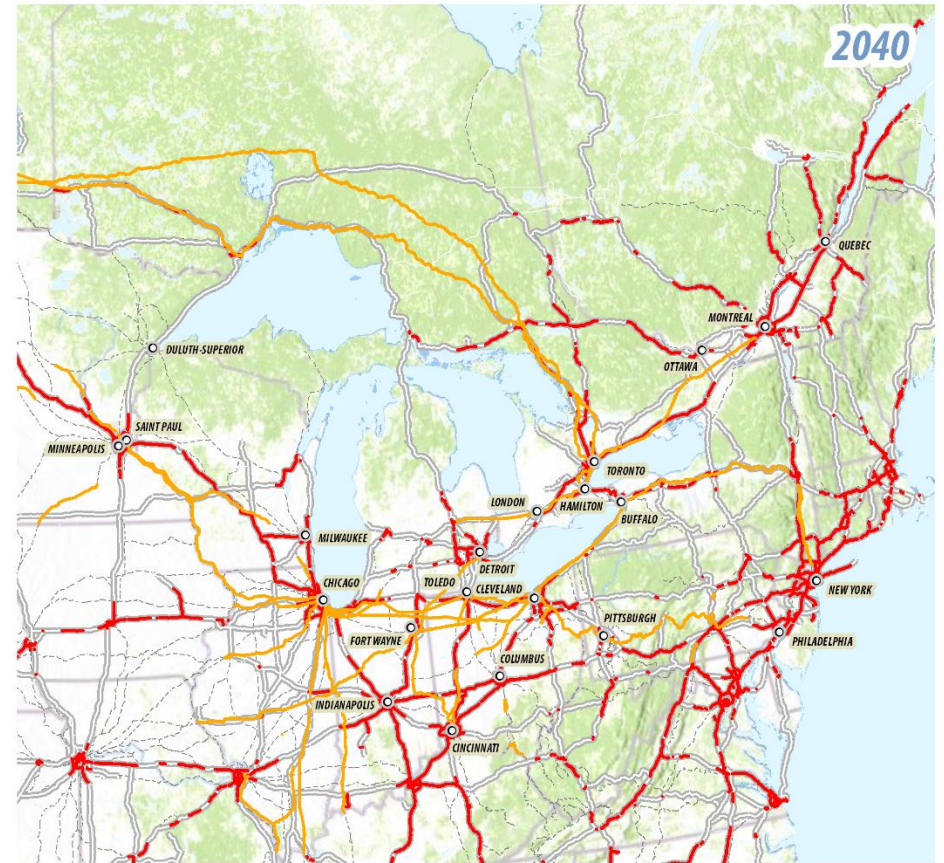 2040
QUEBEC
MONTREAL
OTTAWA
DULUTH-SUPERIOR
SAINT PAUL
MINNEAPOLIS
TORONTO
HAMILTON
LONDON
BUFFALO
MILWAUKEE
DETROIT
CHICAGO
TOLEDO
CLEVELAND
NEW YORK
FORT WAYNE
PITTSBURGH
PHILADELPHIA
COLUMBUS
INDIANAPOLIS
CINCINNATI